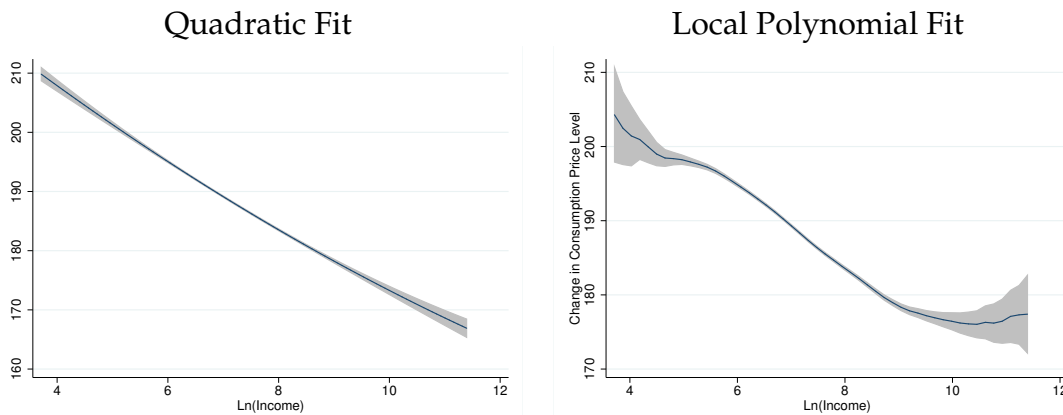 Quadratic Fit
210
200
190
180
170
160
4 6 8 10 12
Ln(Income)
Local Polynomial Fit
Change in Consumption Price Level
210
200
190
180
170
4 6 8 10 12
Ln(Income)